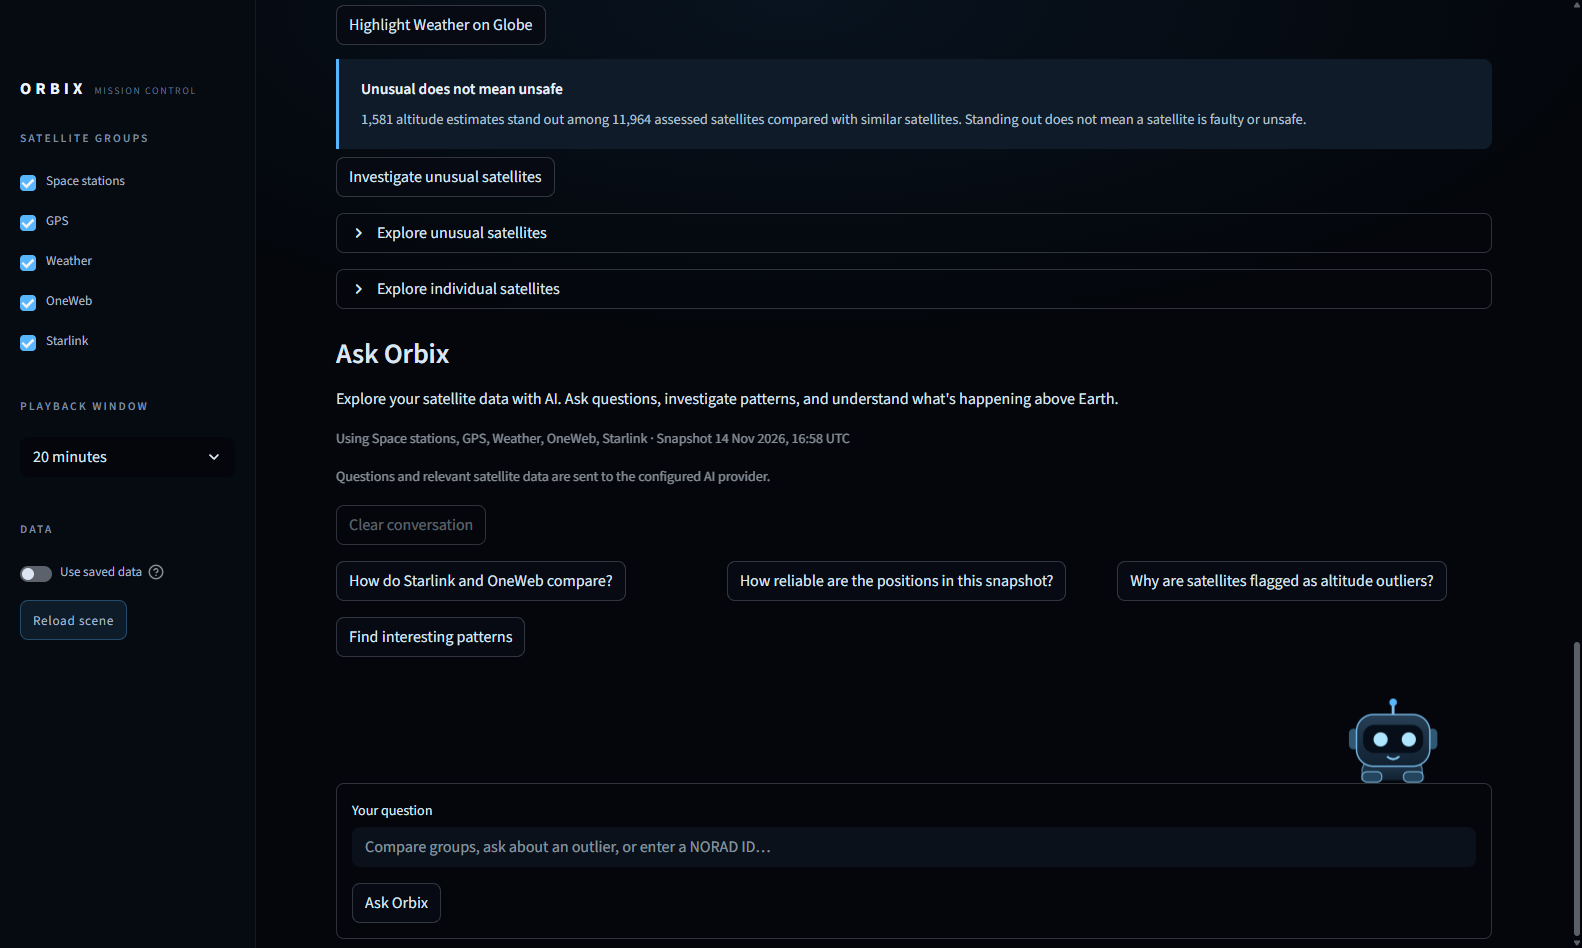 ORBIX MISSION CONTROL
SATELLITE GROUPS
Space stations
GPS
Weather
OneWeb
Starlink
PLAYBACK WINDOW
20 minutes
DATA
Use saved data ?
Reload scene
Highlight Weather on Globe
Unusual does not mean unsafe
1,581 altitude estimates stand out among 11,964 assessed satellites compared with similar satellites. Standing out does not mean a satellite is faulty or unsafe.
Investigate unusual satellites
Explore unusual satellites
Explore individual satellites
Ask Orbix
Explore your satellite data with AI. Ask questions, investigate patterns, and understand what's happening above Earth.
Using Space stations, GPS, Weather, OneWeb, Starlink · Snapshot 14 Nov 2026, 16:58 UTC
Questions and relevant satellite data are sent to the configured AI provider.
Clear conversation
How do Starlink and OneWeb compare?
How reliable are the positions in this snapshot?
Why are satellites flagged as altitude outliers?
Find interesting patterns
Your question
Compare groups, ask about an outlier, or enter a NORAD ID...
Ask Orbix